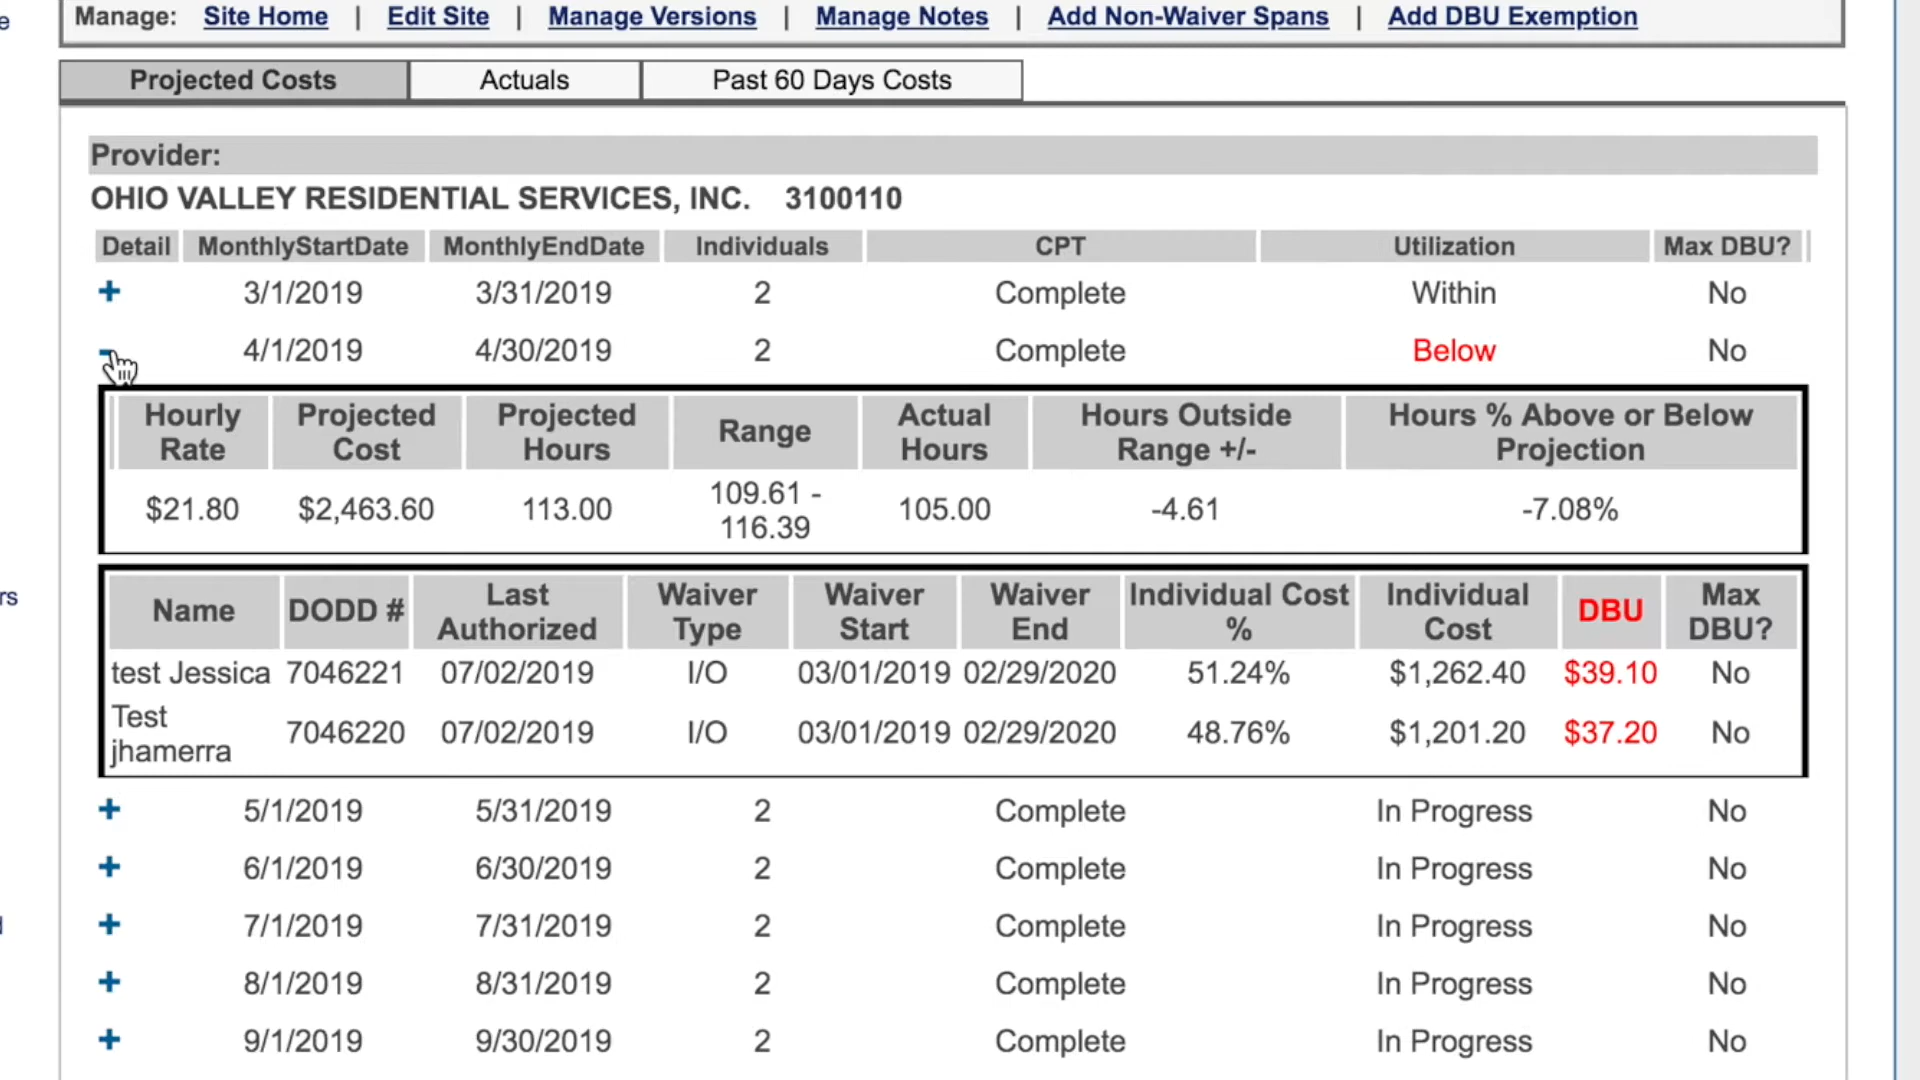 Manage: Site Home | Edit Site | Manage Versions | Manage Notes | Add Non-Waiver Spans | Add DBU Exemption
Projected Costs Actuals Past 60 Days Costs
Provider:
OHIO VALLEY RESIDENTIAL SERVICES, INC. 3100110
Detail MonthlyStartDate MonthlyEndDate Individuals CPT Utilization Max DBU?
+ 3/1/2019 3/31/2019 2 Complete Within No
- 4/1/2019 4/30/2019 2 Complete Below No
Hourly Rate Projected Cost Projected Hours Range Actual Hours Hours Outside Range +/- Hours % Above or Below Projection
$21.80 $2,463.60 113.00 109.61 - 116.39 105.00 -4.61 -7.08%
Name DODD # Last Authorized Waiver Type Waiver Start Waiver End Individual Cost % Individual Cost DBU Max DBU?
test Jessica 7046221 07/02/2019 I/O 03/01/2019 02/29/2020 51.24% $1,262.40 $39.10 No
Test jhamerra 7046220 07/02/2019 I/O 03/01/2019 02/29/2020 48.76% $1,201.20 $37.20 No
+ 5/1/2019 5/31/2019 2 Complete In Progress No
+ 6/1/2019 6/30/2019 2 Complete In Progress No
+ 7/1/2019 7/31/2019 2 Complete In Progress No
+ 8/1/2019 8/31/2019 2 Complete In Progress No
+ 9/1/2019 9/30/2019 2 Complete In Progress No